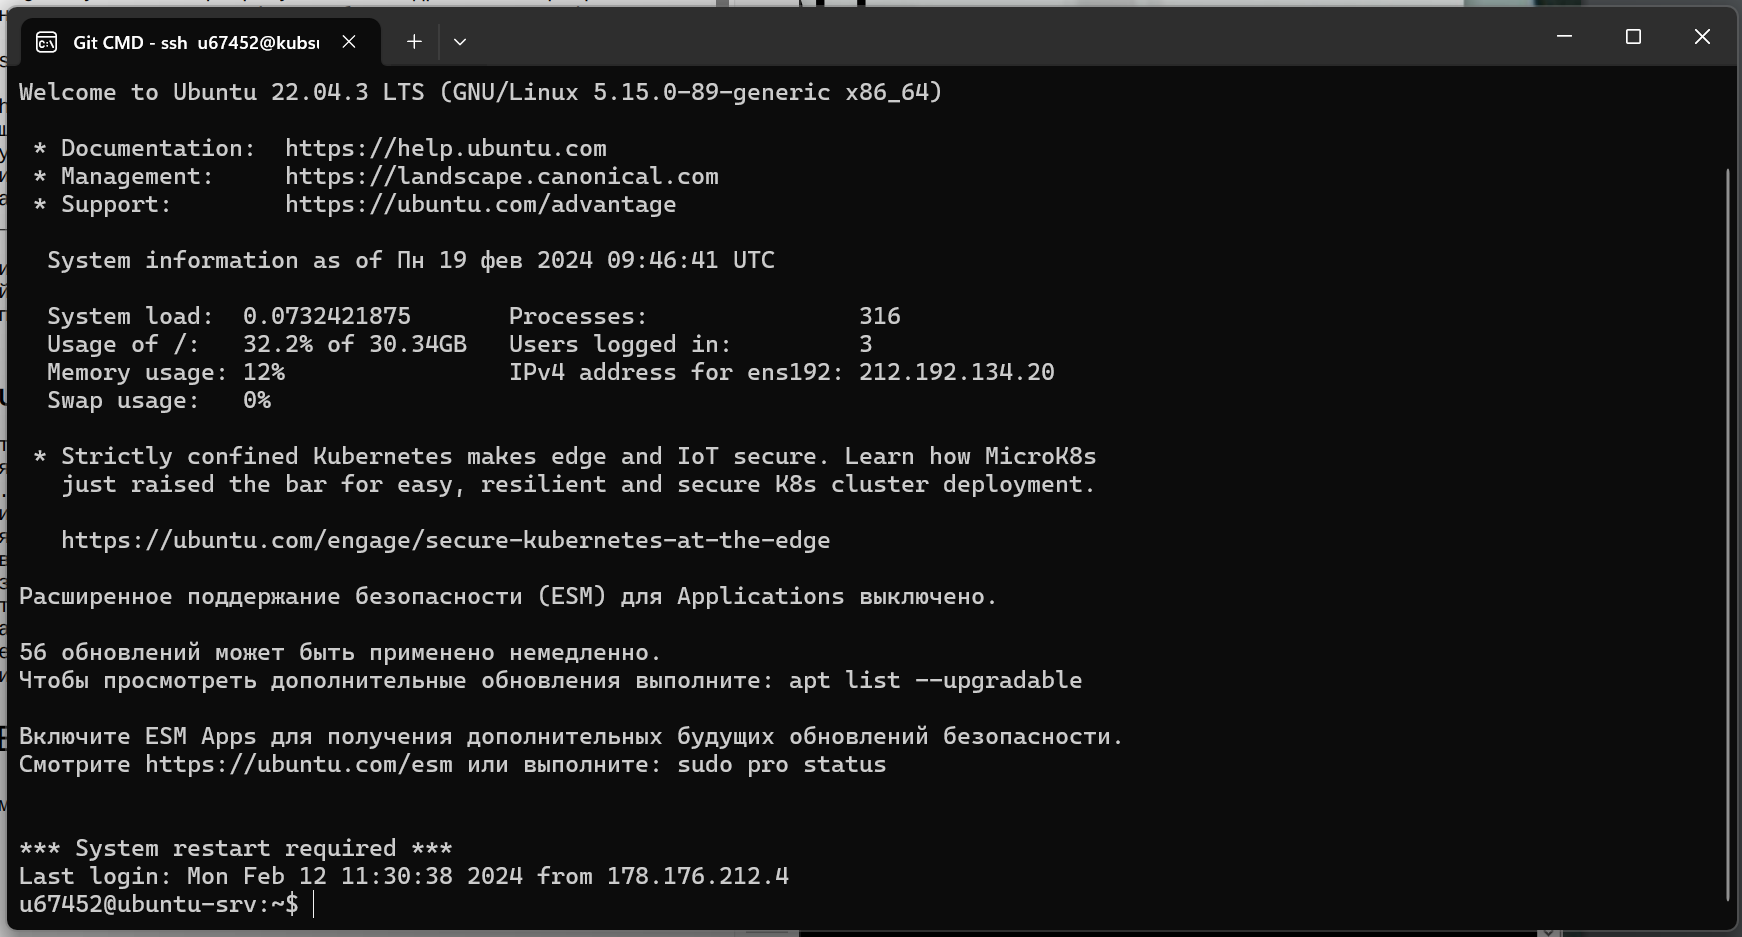 Git CMD - ssh  u67452@kubsu
Welcome to Ubuntu 22.04.3 LTS (GNU/Linux 5.15.0-89-generic x86_64)
* Documentation:  https://help.ubuntu.com
* Management:     https://landscape.canonical.com
* Support:        https://ubuntu.com/advantage
System information as of Пн 19 фев 2024 09:46:41 UTC
System load:  0.0732421875       Processes:               316
Usage of /:   32.2% of 30.34GB   Users logged in:         3
Memory usage: 12%                IPv4 address for ens192: 212.192.134.20
Swap usage:   0%
* Strictly confined Kubernetes makes edge and IoT secure. Learn how MicroK8s
just raised the bar for easy, resilient and secure K8s cluster deployment.
https://ubuntu.com/engage/secure-kubernetes-at-the-edge
Расширенное поддержание безопасности (ESM) для Applications выключено.
56 обновлений может быть применено немедленно.
Чтобы просмотреть дополнительные обновления выполните: apt list --upgradable
Включите ESM Apps для получения дополнительных будущих обновлений безопасности.
Смотрите https://ubuntu.com/esm или выполните: sudo pro status
*** System restart required ***
Last login: Mon Feb 12 11:30:38 2024 from 178.176.212.4
u67452@ubuntu-srv:~$